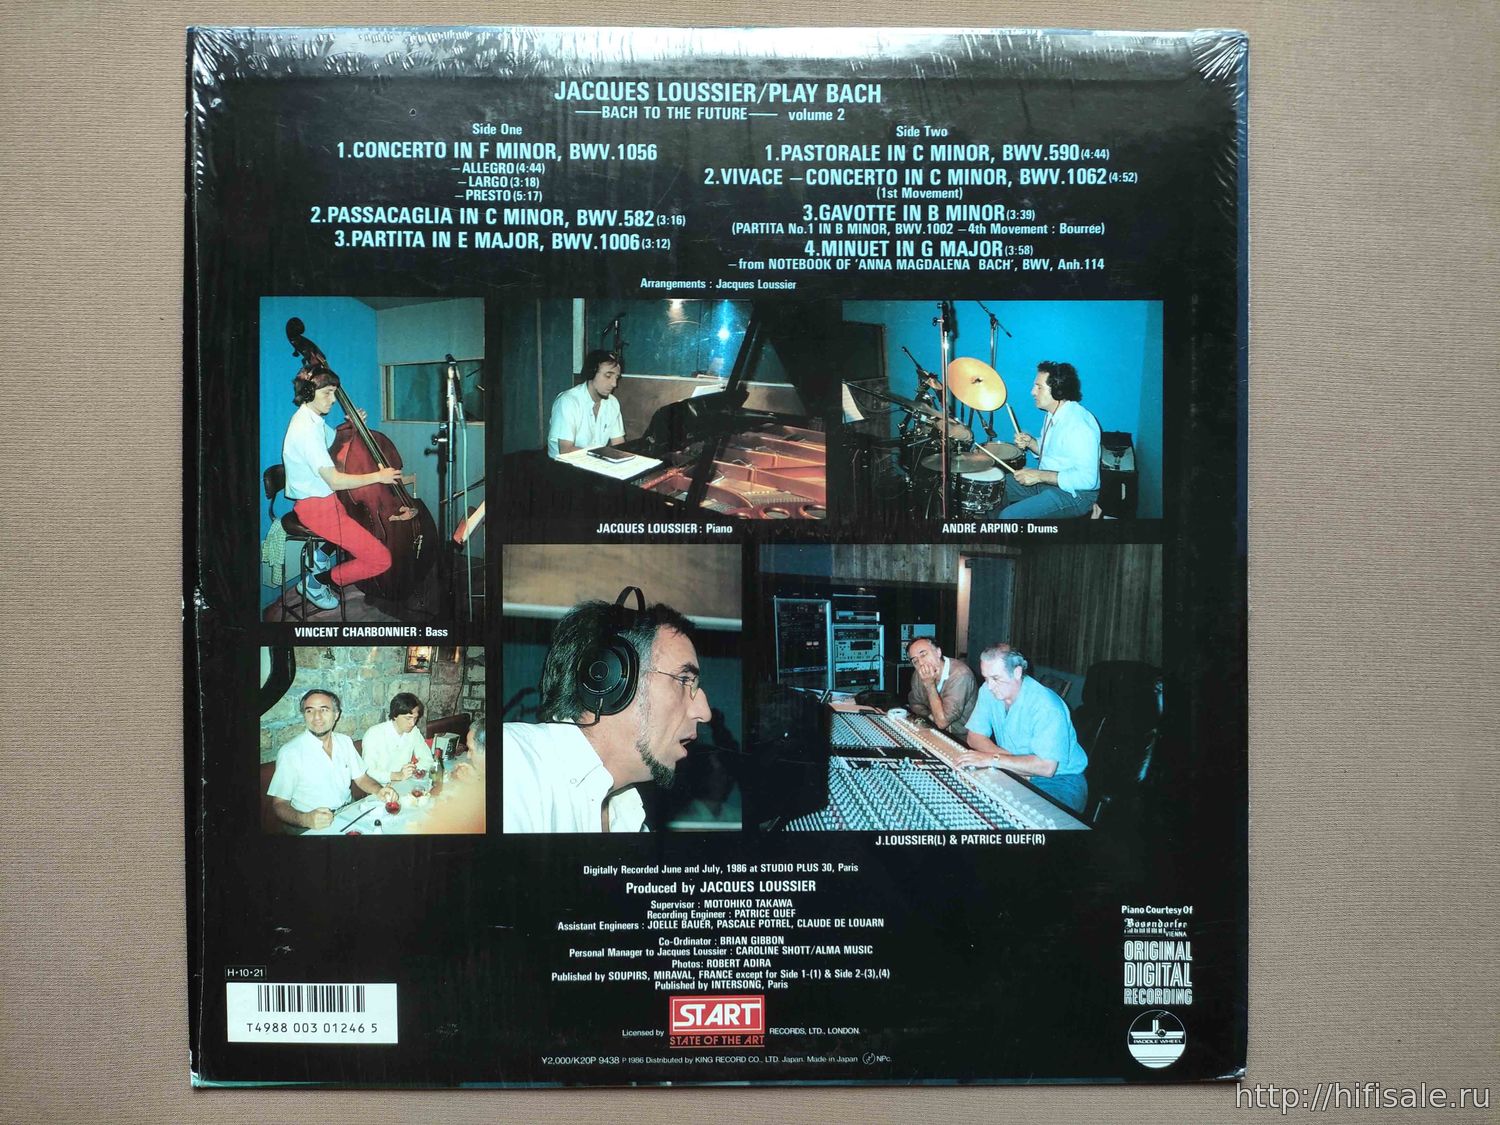 JACQUES LOUSSIER/PLAY BACH
—BACH TO THE FUTURE— volume 2
Side One
1.CONCERTO IN F MINOR, BWV.1056
–ALLEGRO(4:44)
–LARGO(3:18)
–PRESTO(5:17)
2.PASSACAGLIA IN C MINOR, BWV.582(3:16)
3.PARTITA IN E MAJOR, BWV.1006(3:12)
Side Two
1.PASTORALE IN C MINOR, BWV.590(4:44)
2.VIVACE –CONCERTO IN C MINOR, BWV.1062(4:52)
(1st Movement)
3.GAVOTTE IN B MINOR(3:39)
(PARTITA No.1 IN B MINOR, BWV.1002 –4th Movement : Bourrée)
4.MINUET IN G MAJOR(3:58)
–from NOTEBOOK OF 'ANNA MAGDALENA BACH', BWV, Anh.114
Arrangements : Jacques Loussier
JACQUES LOUSSIER : Piano
ANDRÉ ARPINO : Drums
VINCENT CHARBONNIER : Bass
J.LOUSSIER(L) & PATRICE QUEF(R)
Digitally Recorded June and July, 1986 at STUDIO PLUS 30, Paris
Produced by JACQUES LOUSSIER
Supervisor : MOTOHIKO TAKAWA
Recording Engineer : PATRICE QUEF
Assistant Engineers : JOELLE BAUER, PASCALE POTREL, CLAUDE DE LOUARN
Co-Ordinator : BRIAN GIBBON
Personal Manager to Jacques Loussier : CAROLINE SHOTT/ALMA MUSIC
Photos: ROBERT ADIRA
Published by SOUPIRS, MIRAVAL, FRANCE except for Side 1-(1) & Side 2-(3),(4)
Published by INTERSONG, Paris
Licensed by START RECORDS, LTD., LONDON.
STATE OF THE ART
¥2,000/K20P 9438 P 1986 Distributed by KING RECORD CO., LTD. Japan. Made in Japan NPc.
H·10·21
T4988 003 01246 5
Piano Courtesy Of
Bösendorfer
VIENNA
ORIGINAL
DIGITAL
RECORDING
PADDLE WHEEL
http://hifisale.ru